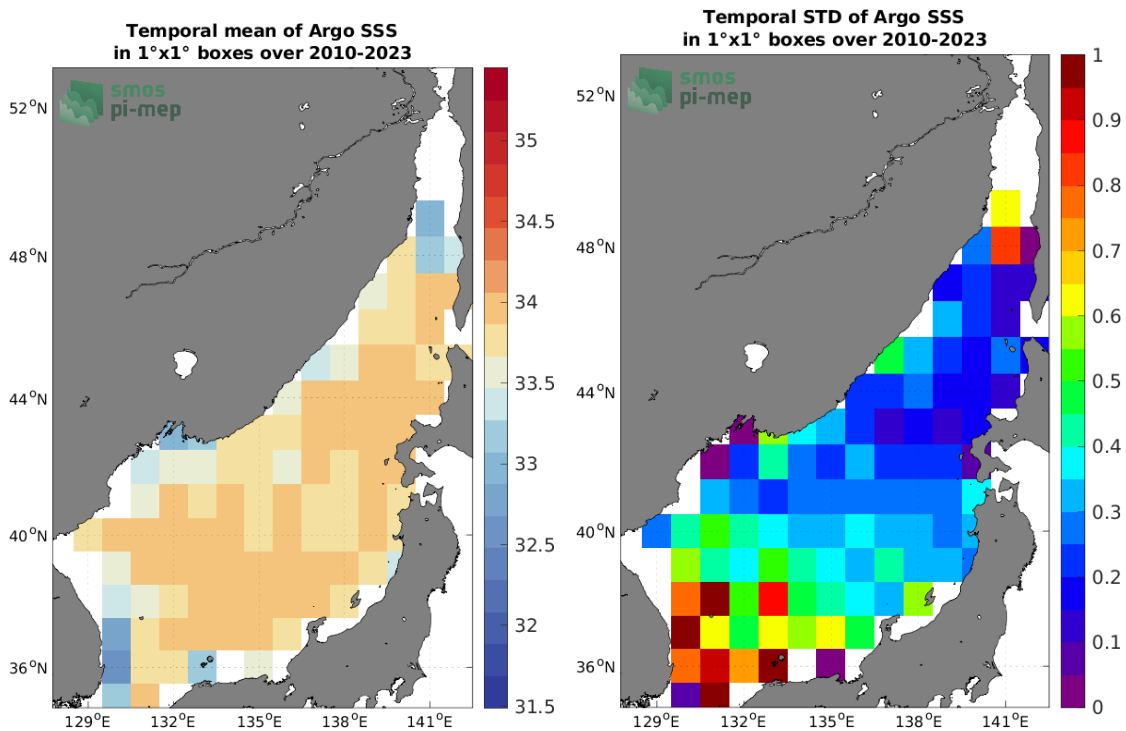 Temporal mean of Argo SSS
in 1°x1° boxes over 2010-2023
smos
pi-mep
52°N
48°N
44°N
40°N
36°N
129°E
132°E
135°E
138°E
141°E
35
34.5
34
33.5
33
32.5
32
31.5
Temporal STD of Argo SSS
in 1°x1° boxes over 2010-2023
smos
pi-mep
52°N
48°N
44°N
40°N
36°N
129°E
132°E
135°E
138°E
141°E
1
0.9
0.8
0.7
0.6
0.5
0.4
0.3
0.2
0.1
0